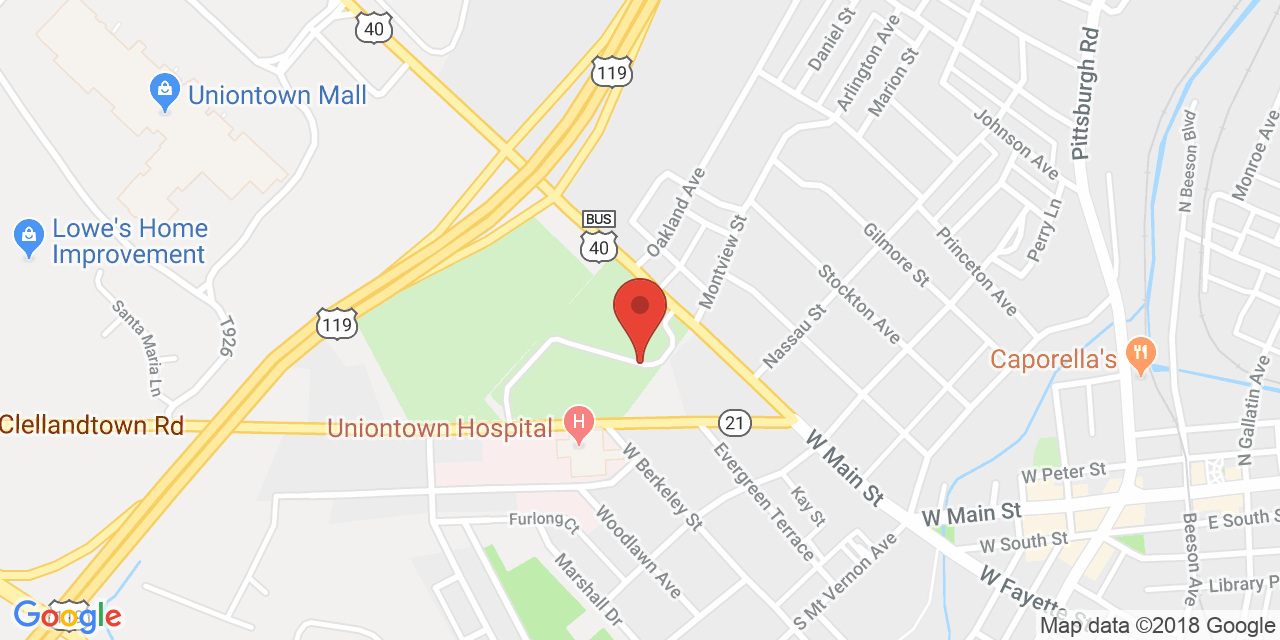 40
119
Uniontown Mall
Daniel St
Arlington Ave
Marion St
Pittsburgh Rd
Johnson Ave
N Beeson Blvd
Monroe Ave
Lowe's Home
Improvement
BUS
40
Oakland Ave
Montview St
Perry Ln
Gilmore St
Princeton Ave
Stockton Ave
Santa Maria Ln
T926
119
Nassau St
Caporella's
N Gallatin Ave
Clellandtown Rd
Uniontown Hospital
H
21
W Main St
W Berkeley St
Evergreen Terrace
Kay St
W Peter St
W Main St
Furlong Ct
Woodlawn Ave
Marshall Dr
S Mt Vernon Ave
W South St
E South S
Beeson Ave
W Fayette S
Library P
Google
Map data ©2018 Google